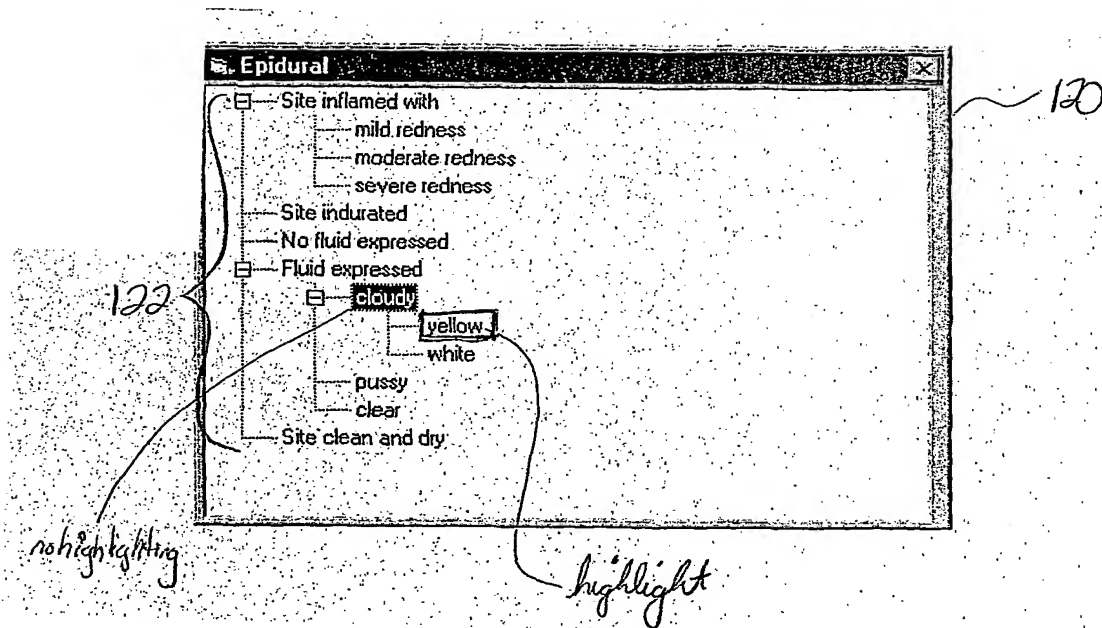 Epidural
Site inflamed with
120
mild redness
moderate redness
severe redness
Site indurated
No fluid expressed
Fluid expressed
122
cloudy
yellow
white
pussy
clear
Site clean and dry
no highlighting
highlight